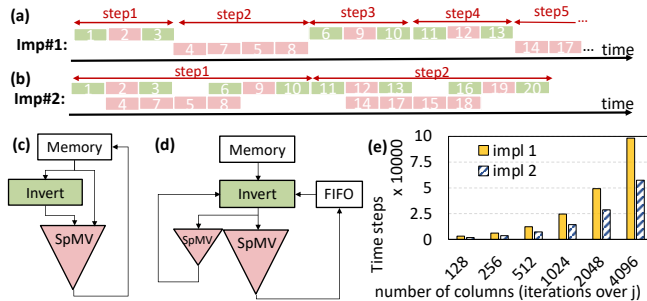 (a) step1 step2 step3 step4 step5 ...
Imp#1: 1 2 3 6 9 10 11 12 13
4 7 5 8 14 17 ...
time
(b) step1 step2
Imp#2: 1 2 3 6 9 10 11 12 13 16 19 20
4 7 5 8 14 17 15 18
time
(c) Memory
Invert
SpMV
(d) Memory
Invert FIFO
SpMV SpMV
(e) Time steps
x 10000
10
7.5
5
2.5
0
impl 1
impl 2
128 256 512 1024 2048 4096
number of columns (iterations over j)